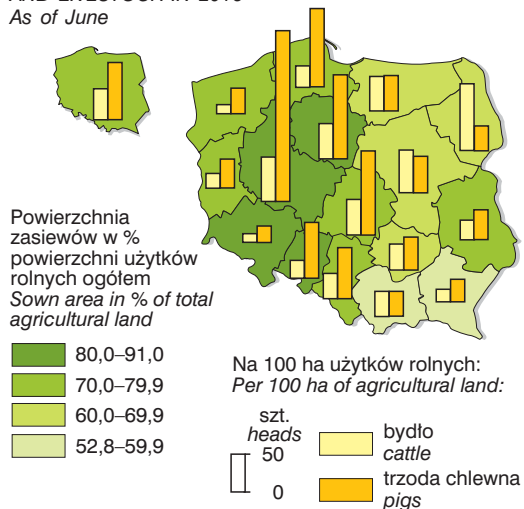 As of June
Powierzchnia
zasiewów w %
powierzchni użytków
rolnych ogółem
Sown area in % of total
agricultural land
80,0–91,0
70,0–79,9
60,0–69,9
52,8–59,9
Na 100 ha użytków rolnych:
Per 100 ha of agricultural land:
szt.
heads
50
0
bydło
cattle
trzoda chlewna
pigs